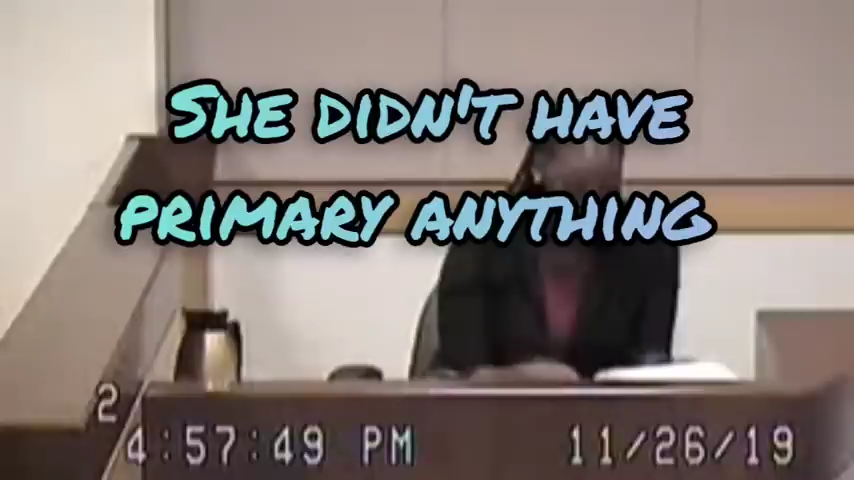 SHE DIDN'T HAVE
PRIMARY ANYTHING
2
4:57:49 PM 11/26/19